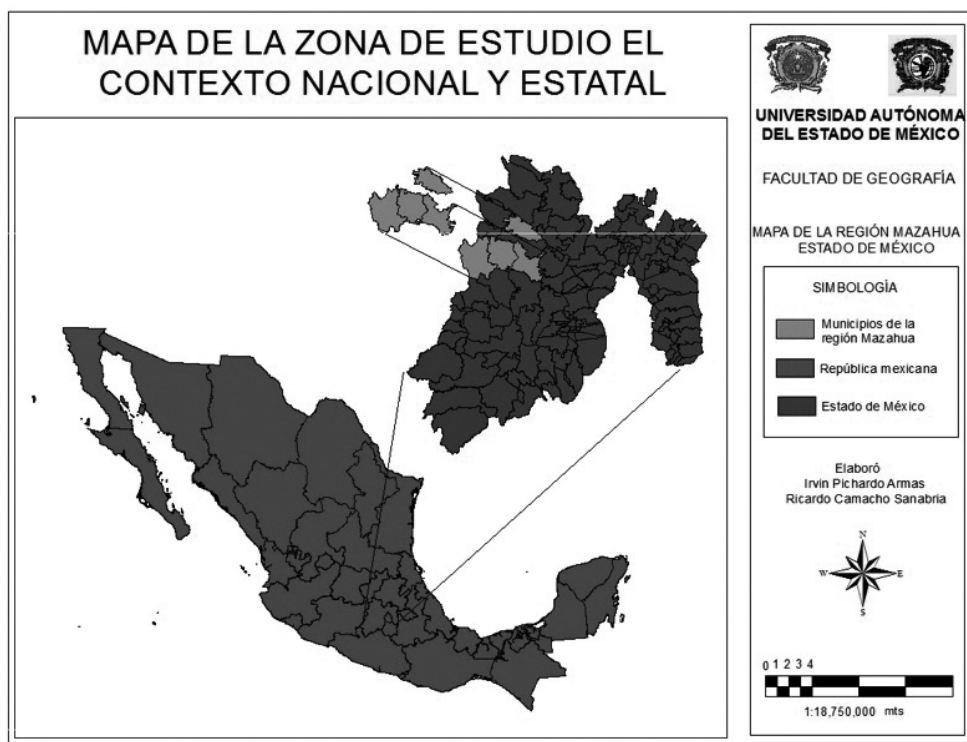 MAPA DE LA ZONA DE ESTUDIO EL
CONTEXTO NACIONAL Y ESTATAL
UNIVERSIDAD AUTÓNOMA
DEL ESTADO DE MÉXICO
FACULTAD DE GEOGRAFÍA
MAPA DE LA REGIÓN MAZAHUA
ESTADO DE MÉXICO
SIMBOLOGÌA
Municipios de la
región Mazahua
República mexicana
Estado de México
Elaboró
Irvin Pichardo Armas
Ricardo Camacho Sanabria
N
W E
S
0 1 2 3 4
1:18,750,000 mts